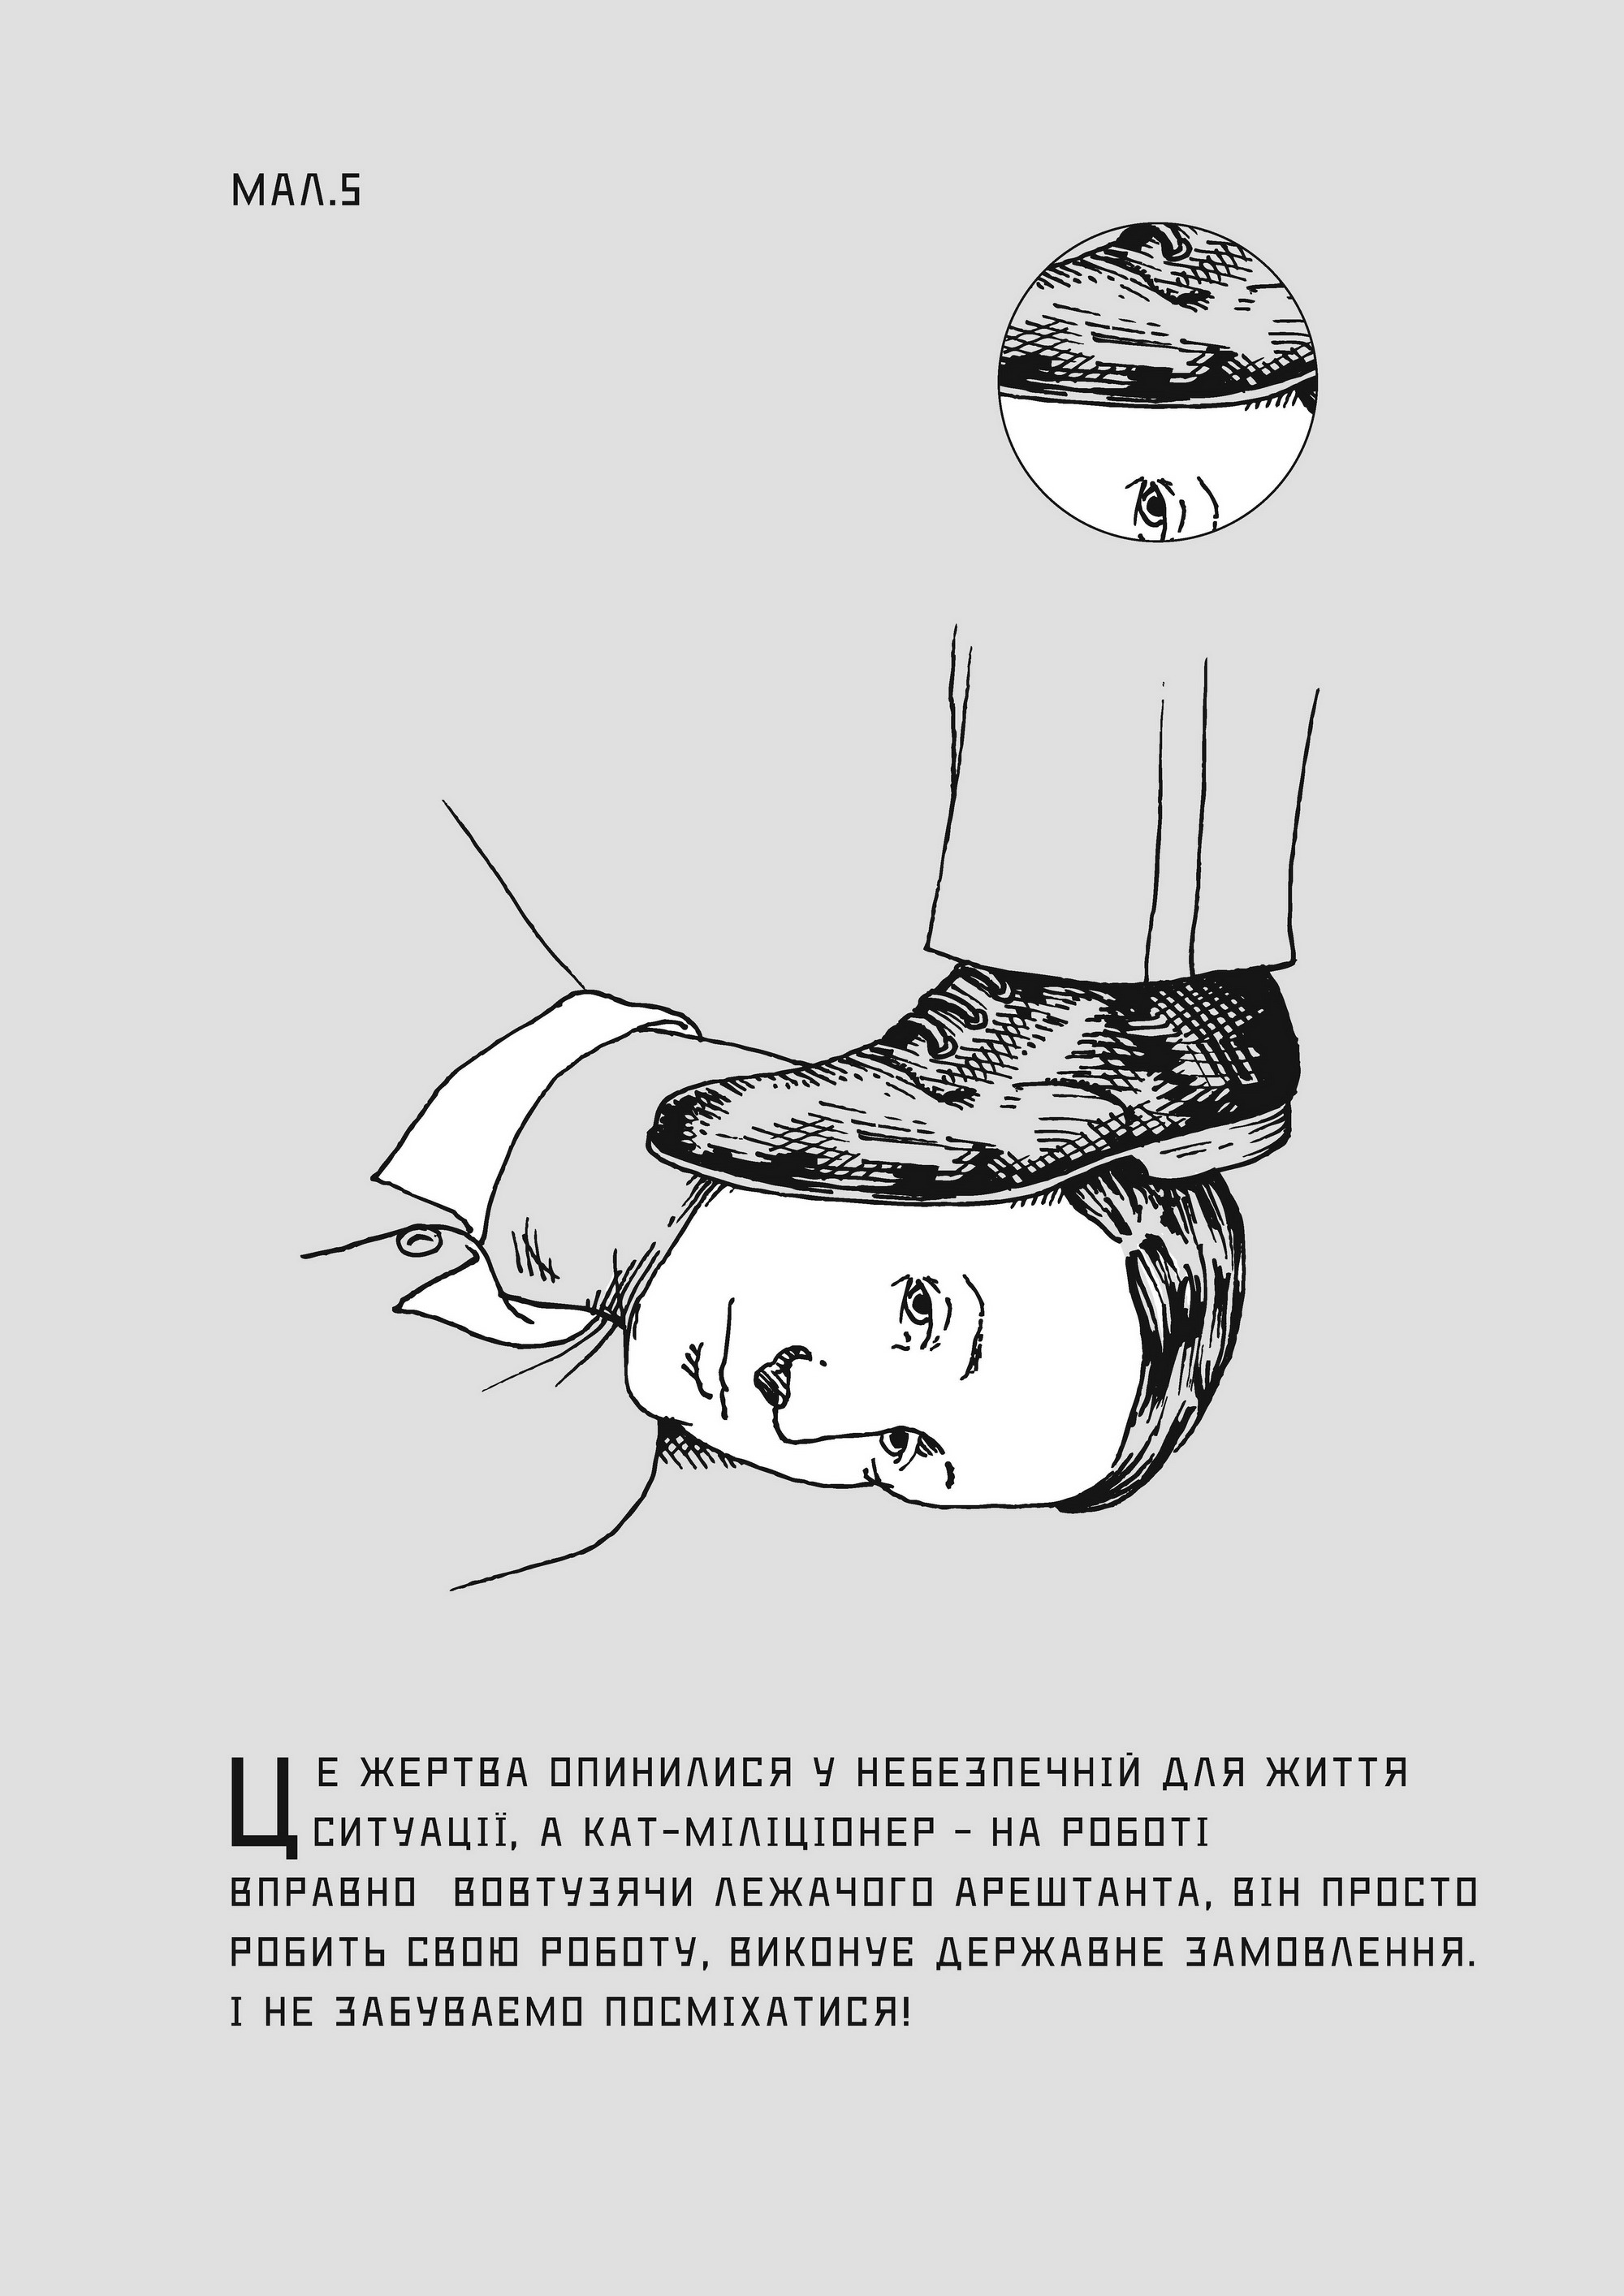 МАЛ.5
ЦЕ ЖЕРТВА ОПИНИЛИСЯ У НЕБЕЗПЕЧНІЙ ДЛЯ ЖИТТЯ
СИТУАЦІЇ, А КАТ-МІЛІЦІОНЕР - НА РОБОТІ
ВПРАВНО ВОВТУЗЯЧИ ЛЕЖАЧОГО АРЕШТАНТА, ВІН ПРОСТО
РОБИТЬ СВОЮ РОБОТУ, ВИКОНУЄ ДЕРЖАВНЕ ЗАМОВЛЕННЯ.
І НЕ ЗАБУВАЕМО ПОСМІХАТИСЯ!